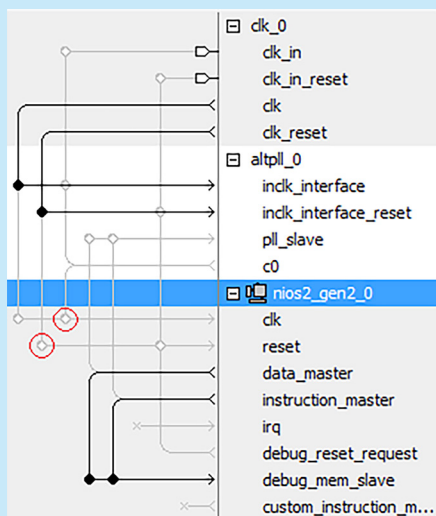 clk_0
clk_in
clk_in_reset
clk
clk_reset
altpll_0
inclk_interface
inclk_interface_reset
pll_slave
c0
nios2_gen2_0
clk
reset
data_master
instruction_master
irq
debug_reset_request
debug_mem_slave
custom_instruction_m...